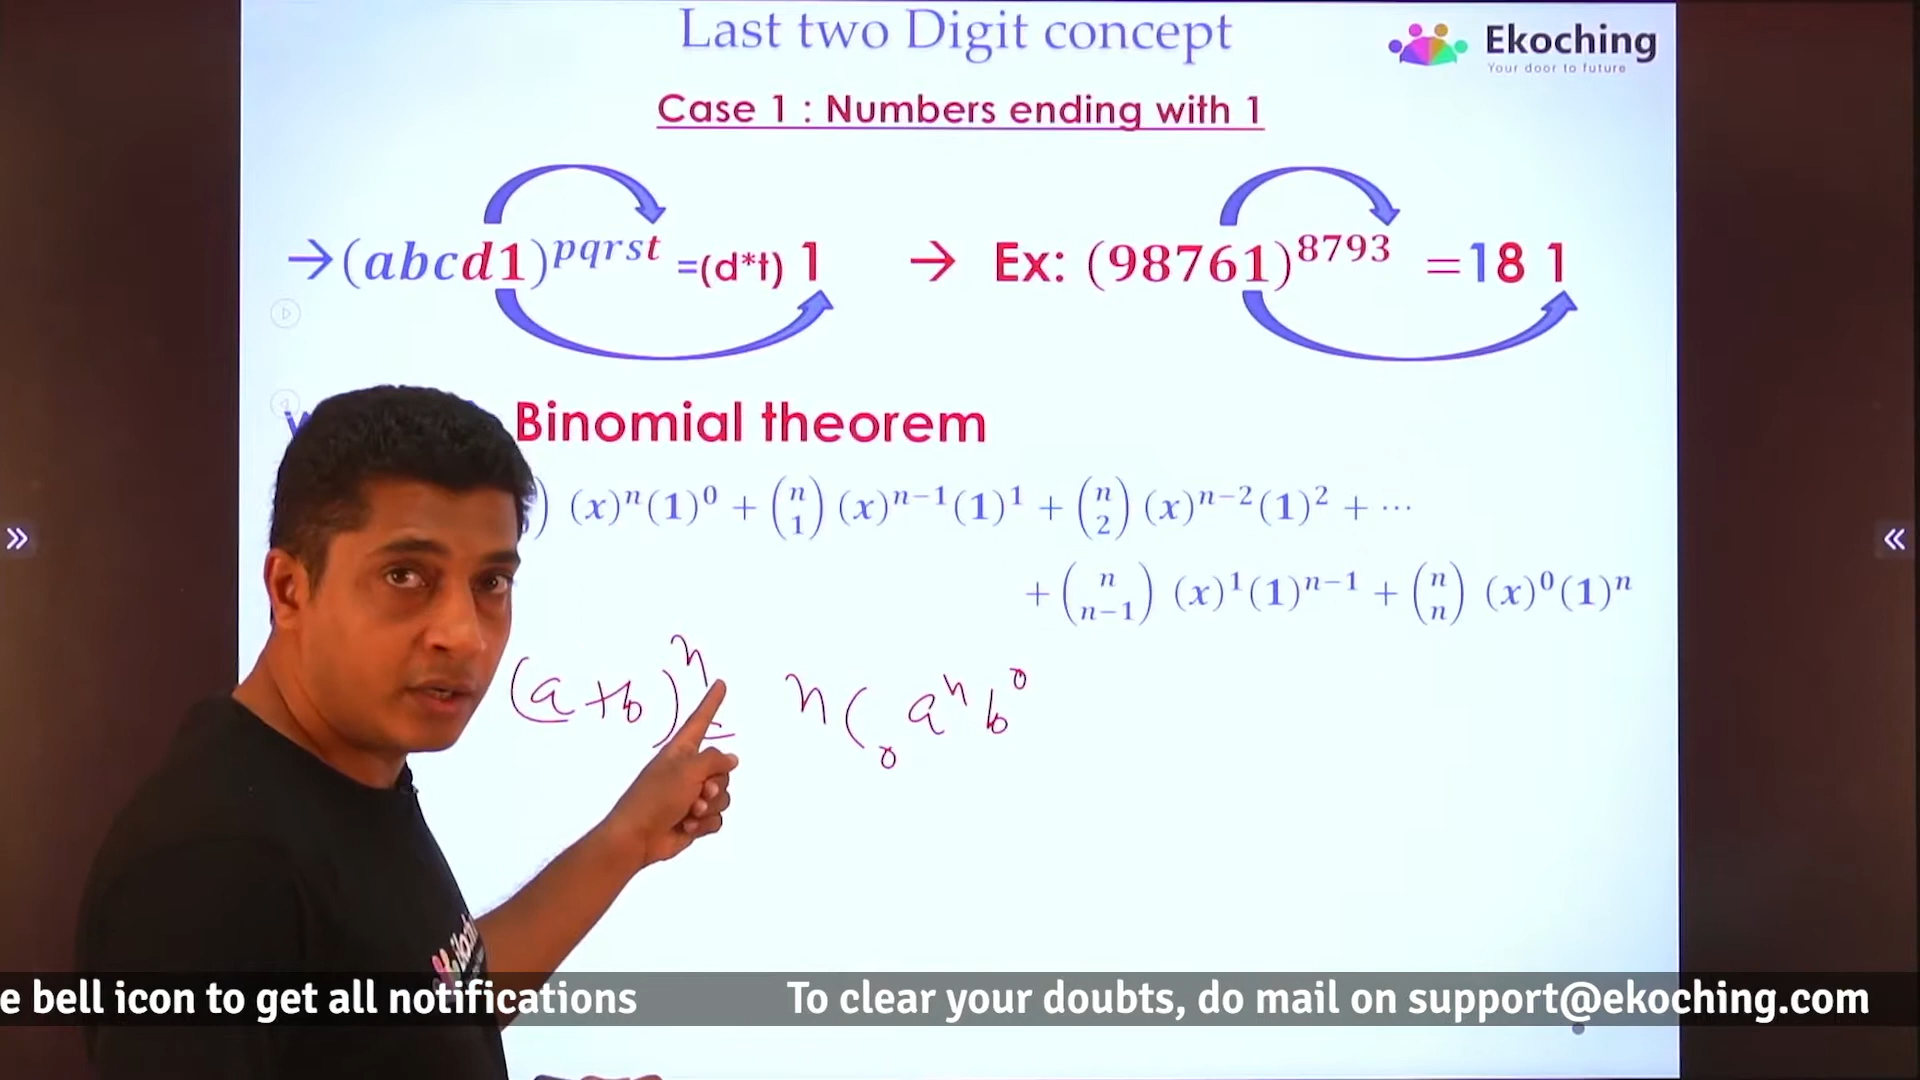 Last two Digit concept
Ekoching
Your door to future
Case 1 : Numbers ending with 1
→(abcd1)^pqrst =(d*t) 1 → Ex: (98761)^8793 =18 1
Binomial theorem
(x)ⁿ(1)⁰ + (n 1) (x)ⁿ⁻¹(1)¹ + (n 2) (x)ⁿ⁻²(1)² + ⋯
+ (n n−1) (x)¹(1)ⁿ⁻¹ + (n n) (x)⁰(1)ⁿ
(a+b)ⁿ = n C₀ aⁿ b⁰
e bell icon to get all notifications To clear your doubts, do mail on support@ekoching.com